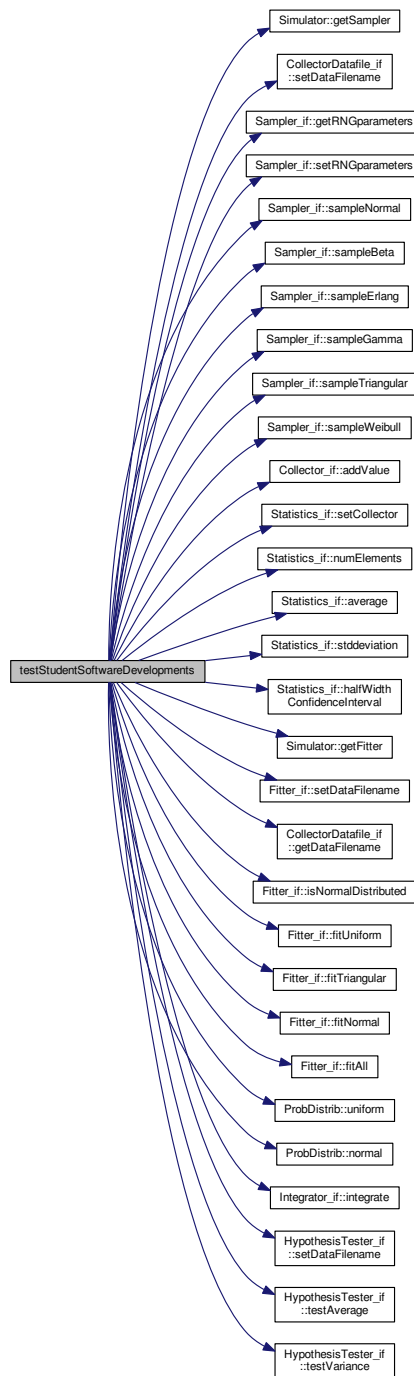 Simulator::getSampler
CollectorDatafile_if
::setDataFilename
Sampler_if::getRNGparameters
Sampler_if::setRNGparameters
Sampler_if::sampleNormal
Sampler_if::sampleBeta
Sampler_if::sampleErlang
Sampler_if::sampleGamma
Sampler_if::sampleTriangular
Sampler_if::sampleWeibull
Collector_if::addValue
Statistics_if::setCollector
Statistics_if::numElements
Statistics_if::average
Statistics_if::stddeviation
testStudentSoftwareDevelopments
Statistics_if::halfWidth
ConfidenceInterval
Simulator::getFitter
Fitter_if::setDataFilename
CollectorDatafile_if
::getDataFilename
Fitter_if::isNormalDistributed
Fitter_if::fitUniform
Fitter_if::fitTriangular
Fitter_if::fitNormal
Fitter_if::fitAll
ProbDistrib::uniform
ProbDistrib::normal
Integrator_if::integrate
HypothesisTester_if
::setDataFilename
HypothesisTester_if
::testAverage
HypothesisTester_if
::testVariance